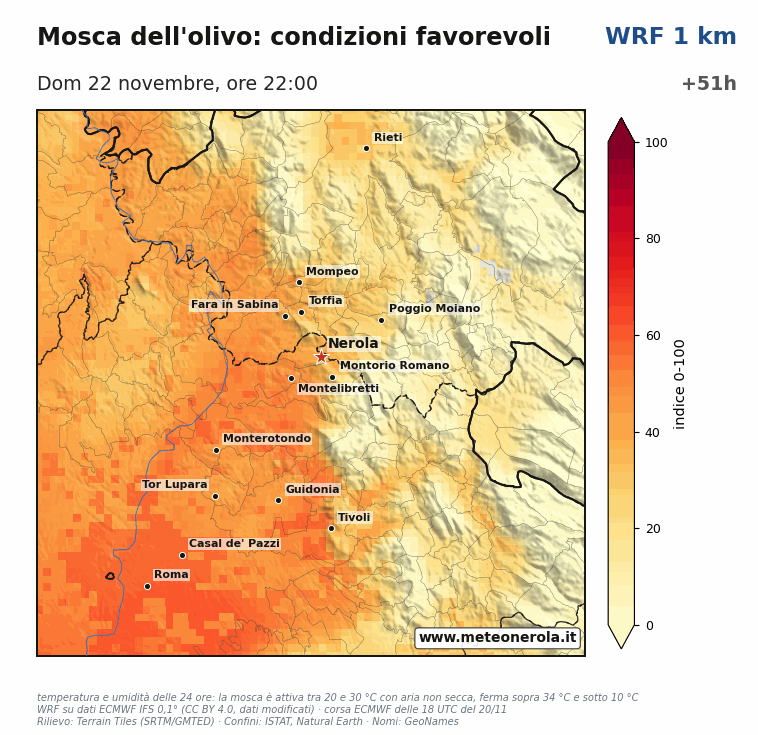 Mosca dell'olivo: condizioni favorevoli
WRF 1 km
Dom 22 novembre, ore 22:00
+51h
Rieti
Mompeo
Toffia
Fara in Sabina
Poggio Moiano
Nerola
Montorio Romano
Montelibretti
Monterotondo
Tor Lupara
Guidonia
Tivoli
Casal de' Pazzi
Roma
www.meteonerola.it
100
80
60
40
20
0
indice 0-100
temperatura e umidità delle 24 ore: la mosca è attiva tra 20 e 30 °C con aria non secca, ferma sopra 34 °C e sotto 10 °C
WRF su dati ECMWF IFS 0,1° (CC BY 4.0, dati modificati) · corsa ECMWF delle 18 UTC del 20/11
Rilievo: Terrain Tiles (SRTM/GMTED) · Confini: ISTAT, Natural Earth · Nomi: GeoNames